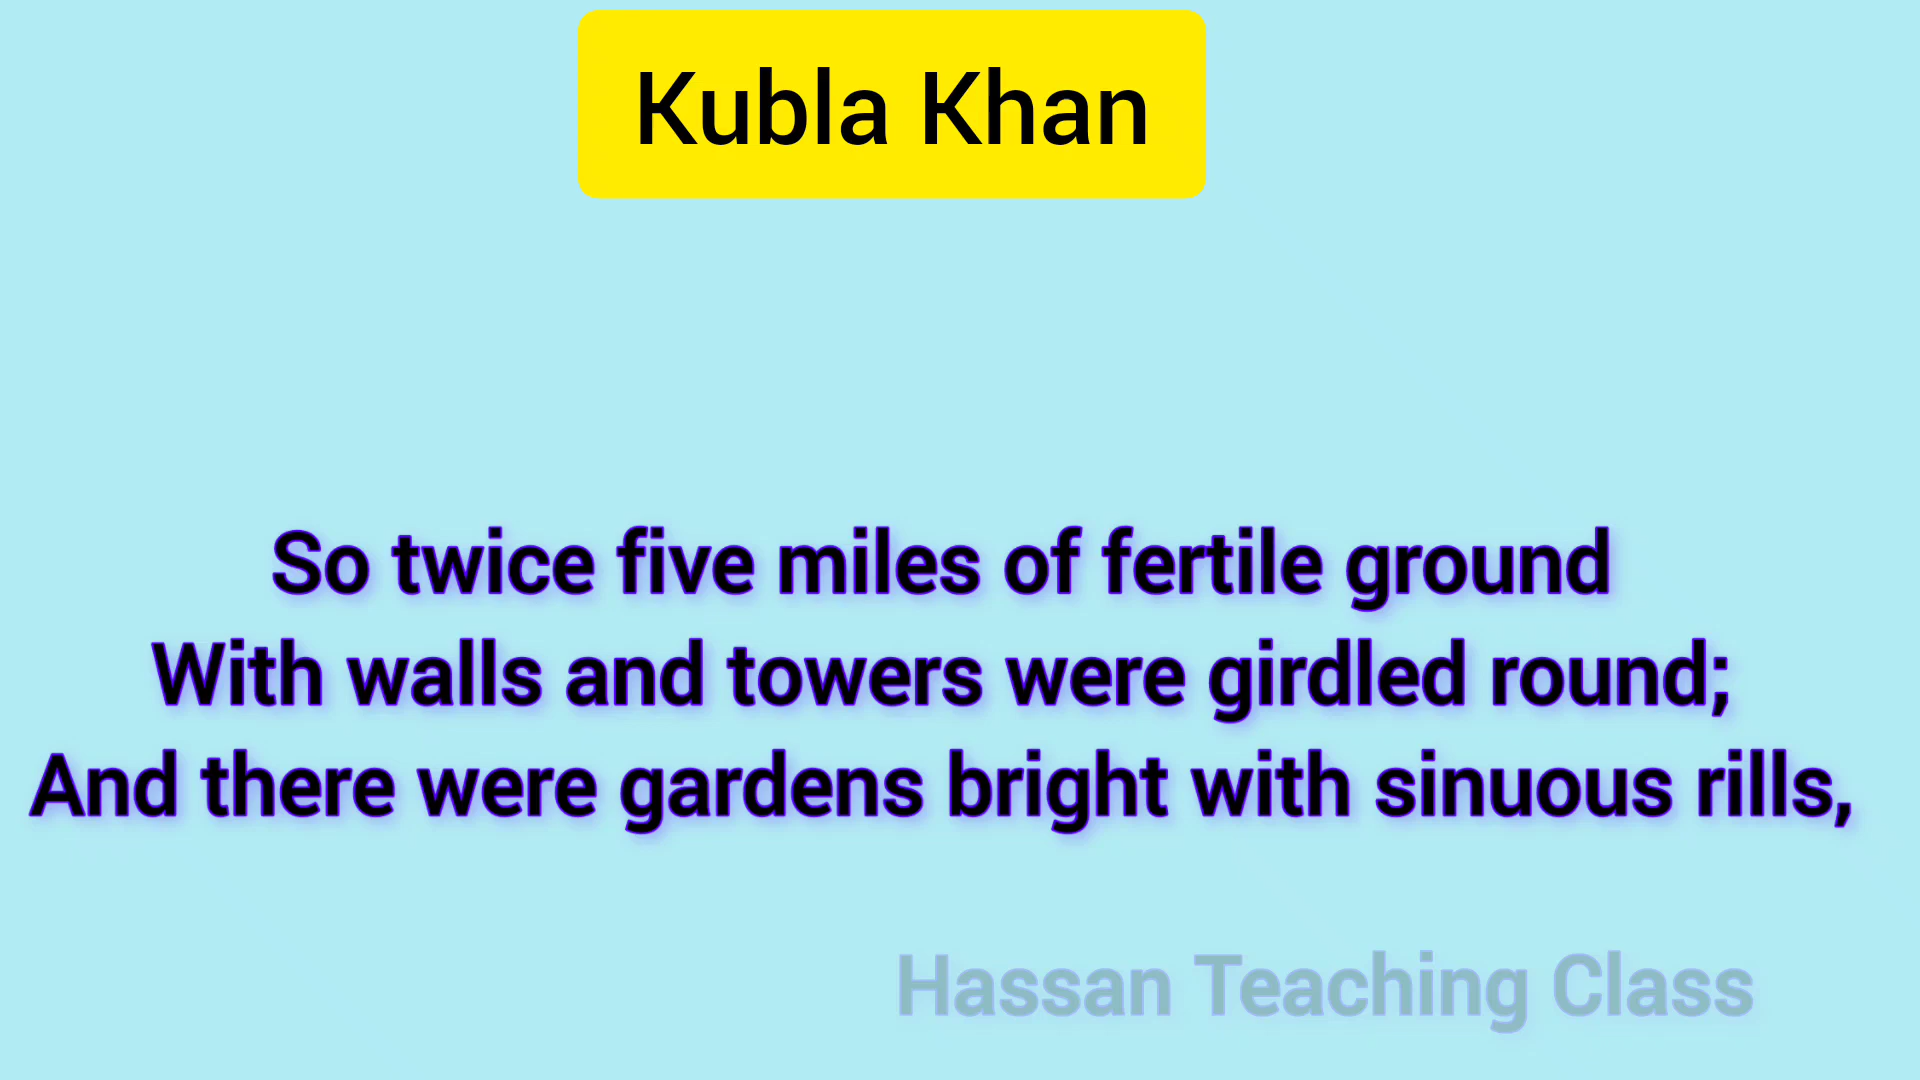 Kubla Khan
So twice five miles of fertile ground
With walls and towers were girdled round;
And there were gardens bright with sinuous rills,
Hassan Teaching Class